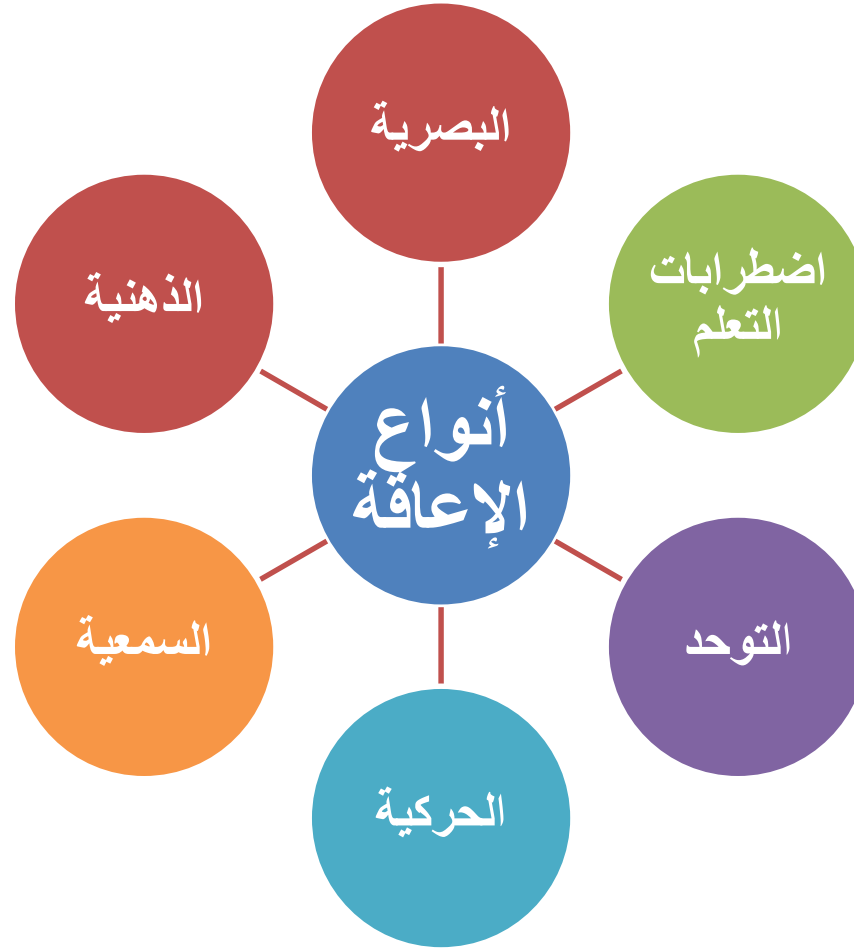 البصرية
اضطرابات
التعلم
الذهنية
أنواع
الإعاقة
التوحد
السمعية
الحركية